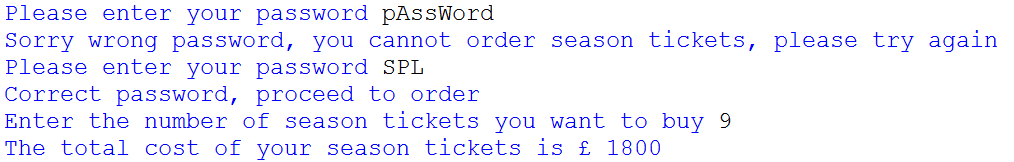 Please enter your password pAssWord
Sorry wrong password, you cannot order season tickets, please try again
Please enter your password SPL
Correct password, proceed to order
Enter the number of season tickets you want to buy 9
The total cost of your season tickets is £ 1800